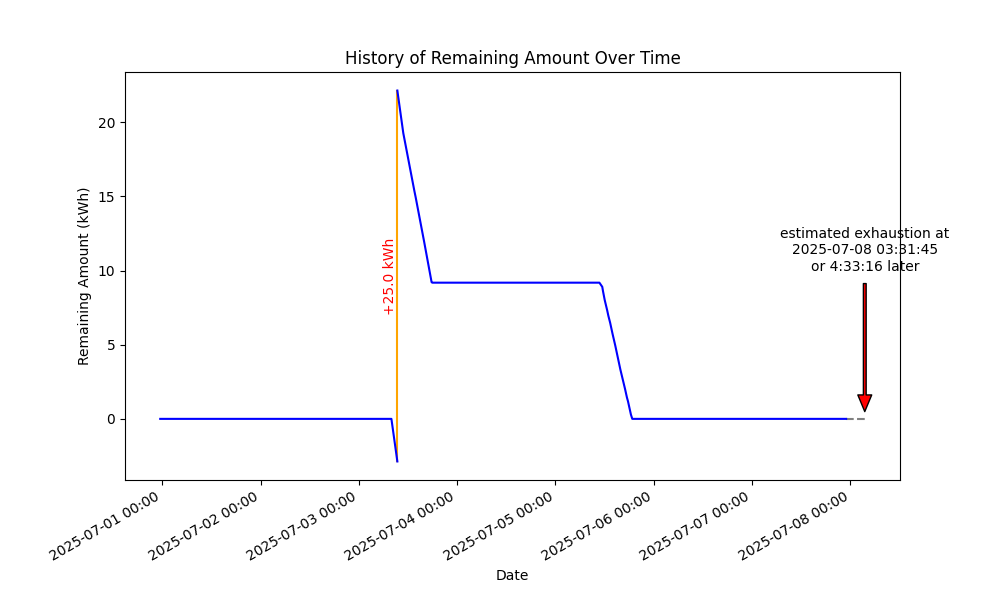 History of Remaining Amount Over Time
Remaining Amount (kWh)
20
15
10
5
0
+25.0 kWh
estimated exhaustion at
2025-07-08 03:31:45
or 4:33:16 later
2025-07-01 00:00
2025-07-02 00:00
2025-07-03 00:00
2025-07-04 00:00
2025-07-05 00:00
2025-07-06 00:00
2025-07-07 00:00
2025-07-08 00:00
Date